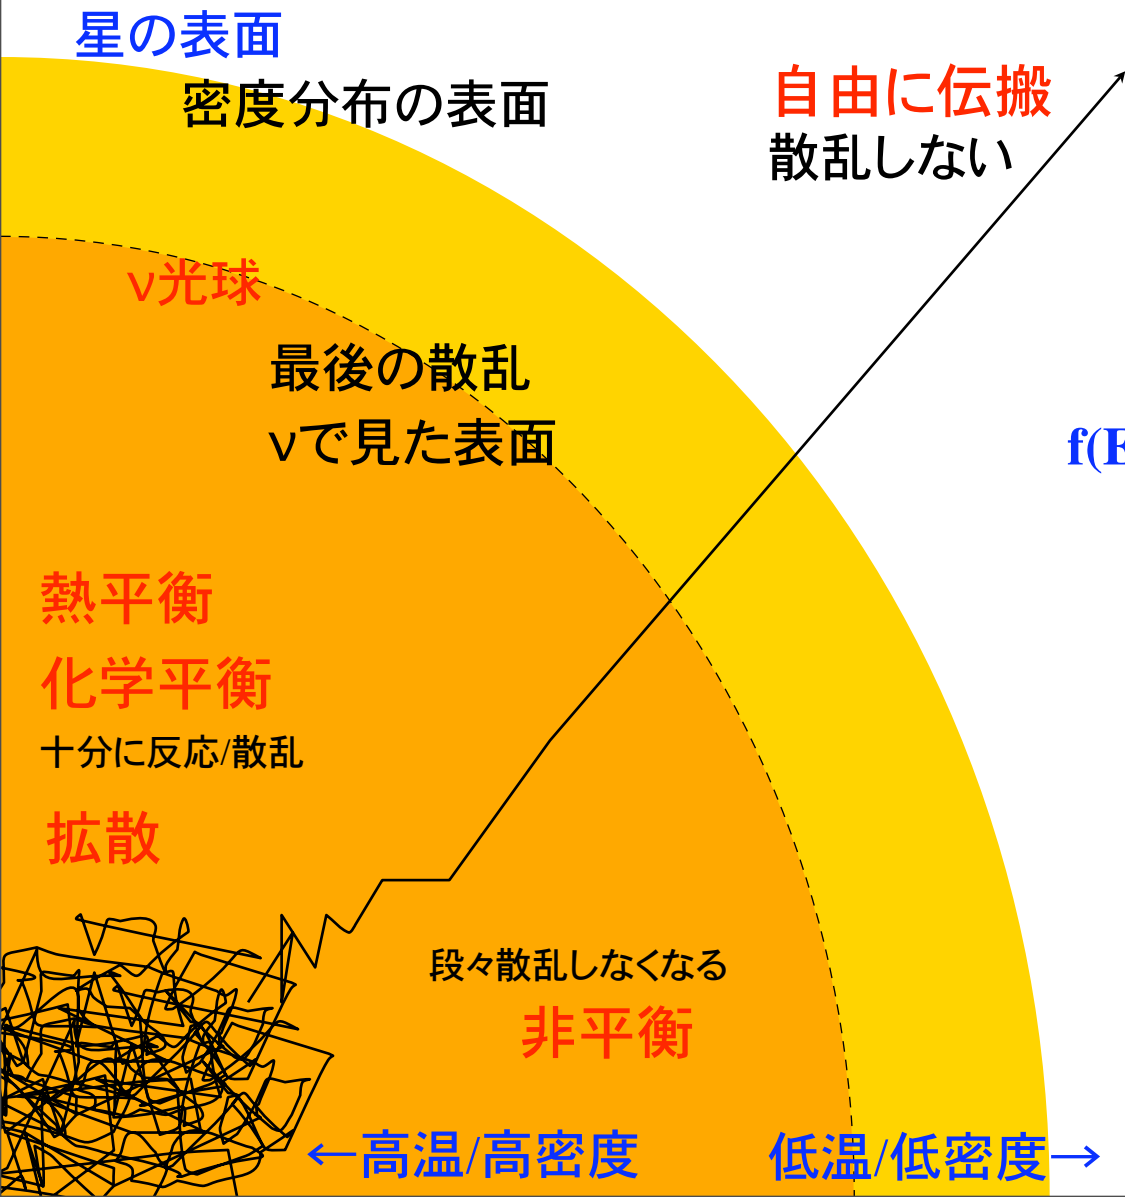 星の表面
密度分布の表面
自由に伝搬
散乱しない
ν光球
最後の散乱
νで見た表面
f(E
熱平衡
化学平衡
十分に反応/散乱
拡散
段々散乱しなくなる
非平衡
←高温/高密度
低温/低密度→